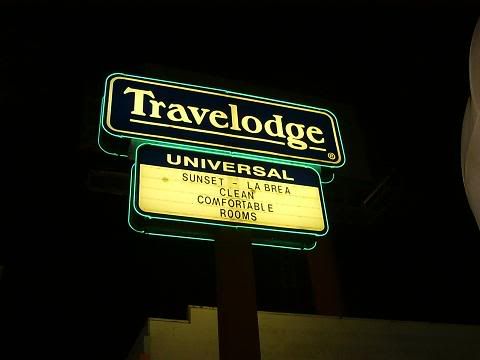 Travelodge®
UNIVERSAL
SUNSET - LA BREA
CLEAN
COMFORTABLE
ROOMS